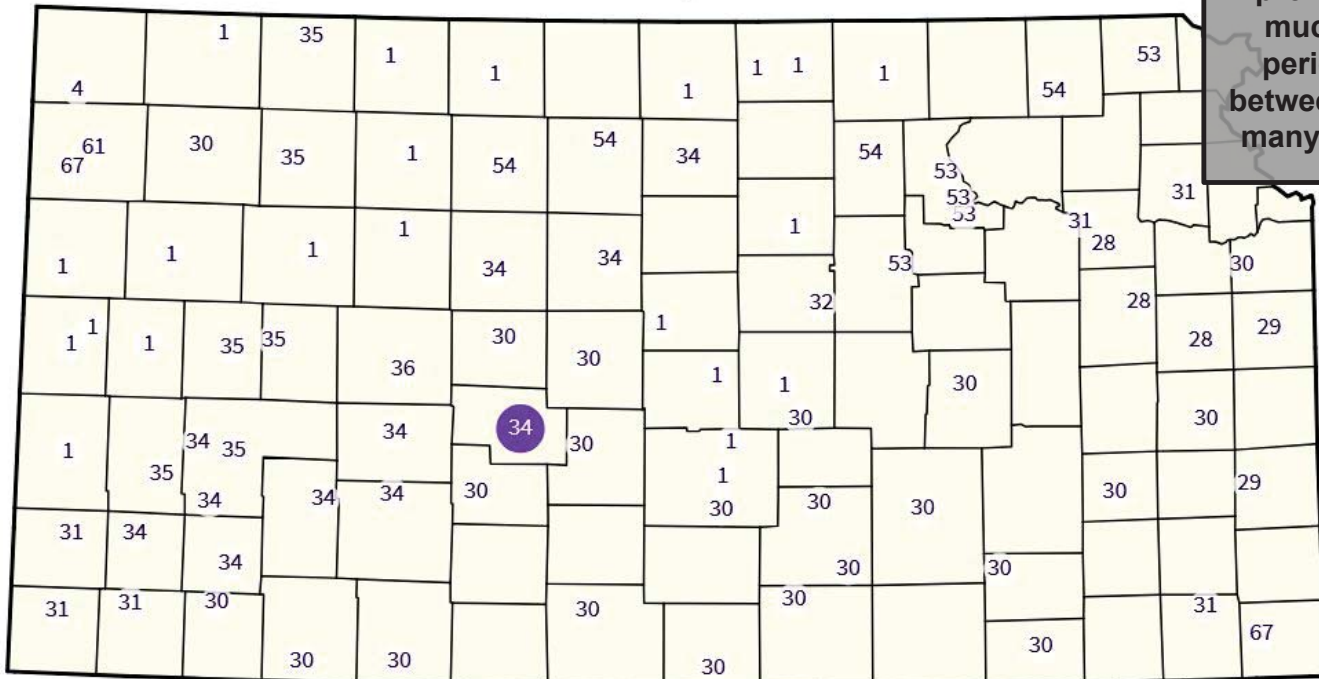 muc
peri
betwee
many
1 35 1 1 1 1 1 1 53
4 54
61 67 30 35 1 54 54 34 54 53 53 53 31
1 1 1 1 34 34 1 53 31 28 30
1 1 1 35 35 36 30 30 1 32 28 28 29
1 1 30 30
1 35 34 35 34 34 30 1 30
34 34 34 30 1 30 30 30 30 29
31 34 34 30 30
31 31 30 30 30 31
30 30 30 30 67